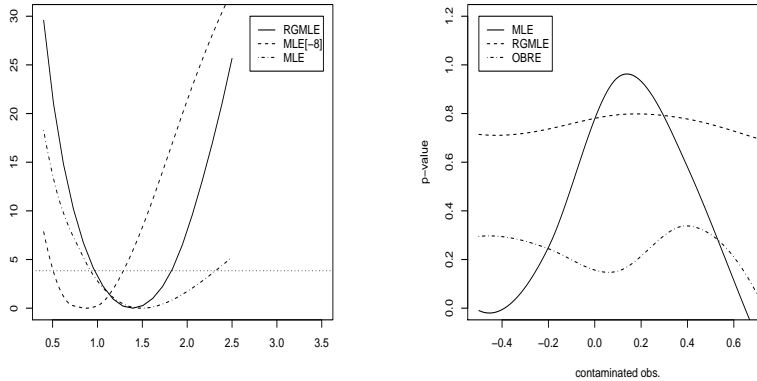 30
25
20
15
10
5
0
RGMLE
MLE[-8]
MLE
0.5 1.0 1.5 2.0 2.5 3.0 3.5
p-value
1.2
1.0
0.8
0.6
0.4
0.2
0.0
MLE
RGMLE
OBRE
-0.4 -0.2 0.0 0.2 0.4 0.6
contaminated obs.